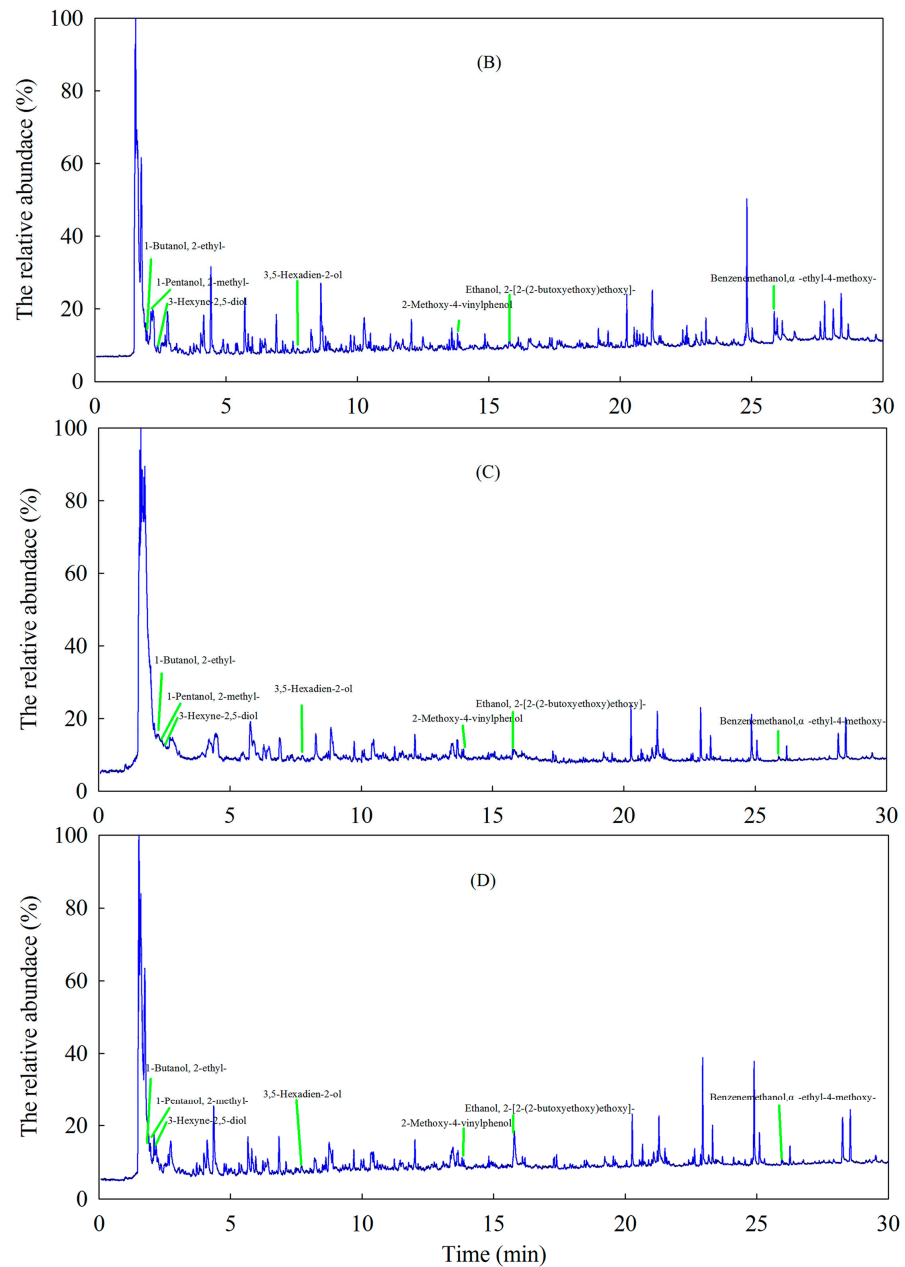 100
(B)
80
60
40
20
0
The relative abundace (%)
1-Butanol, 2-ethyl-
1-Pentanol, 2-methyl-
3-Hexyne-2,5-diol
3,5-Hexadien-2-ol
2-Methoxy-4-vinylphenol
Ethanol, 2-[2-(2-butoxyethoxy)ethoxy]-
Benzenemethanol,α -ethyl-4-methoxy-
0 5 10 15 20 25 30
100
(C)
80
60
40
20
0
The relative abundace (%)
1-Butanol, 2-ethyl-
1-Pentanol, 2-methyl-
3-Hexyne-2,5-diol
3,5-Hexadien-2-ol
2-Methoxy-4-vinylphenol
Ethanol, 2-[2-(2-butoxyethoxy)ethoxy]-
Benzenemethanol,α -ethyl-4-methoxy-
0 5 10 15 20 25 30
100
(D)
80
60
40
20
0
The relative abundace (%)
1-Butanol, 2-ethyl-
1-Pentanol, 2-methyl-
3-Hexyne-2,5-diol
3,5-Hexadien-2-ol
2-Methoxy-4-vinylphenol
Ethanol, 2-[2-(2-butoxyethoxy)ethoxy]-
Benzenemethanol,α -ethyl-4-methoxy-
0 5 10 15 20 25 30
Time (min)